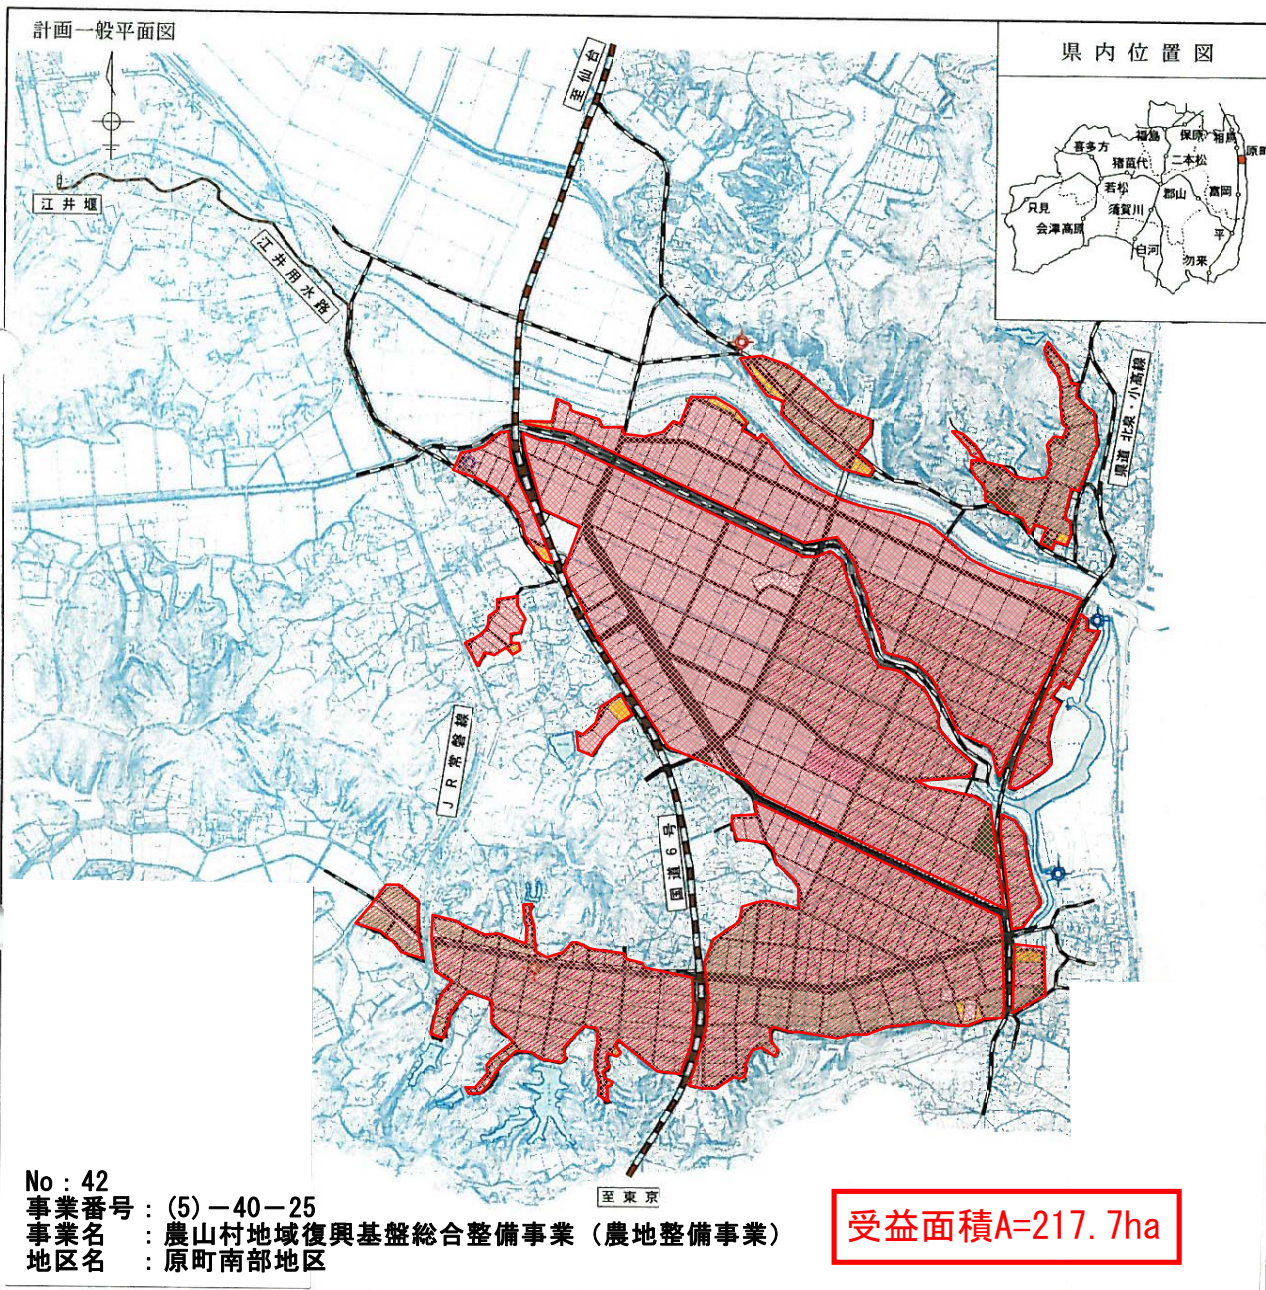 計画一般平面図
県内位置図
福島
保原
相馬
原町
喜多方
猪苗代
二本松
若松
郡山
富岡
只見
須賀川
会津高原
平
白河
勿来
至仙台
江井堰
江井用水路
県道 北泉・小高線
JR常磐線
国道6号
至東京
No：42
事業番号：(5)－40－25
事業名　：農山村地域復興基盤総合整備事業（農地整備事業）
地区名　：原町南部地区
受益面積A=217.7ha